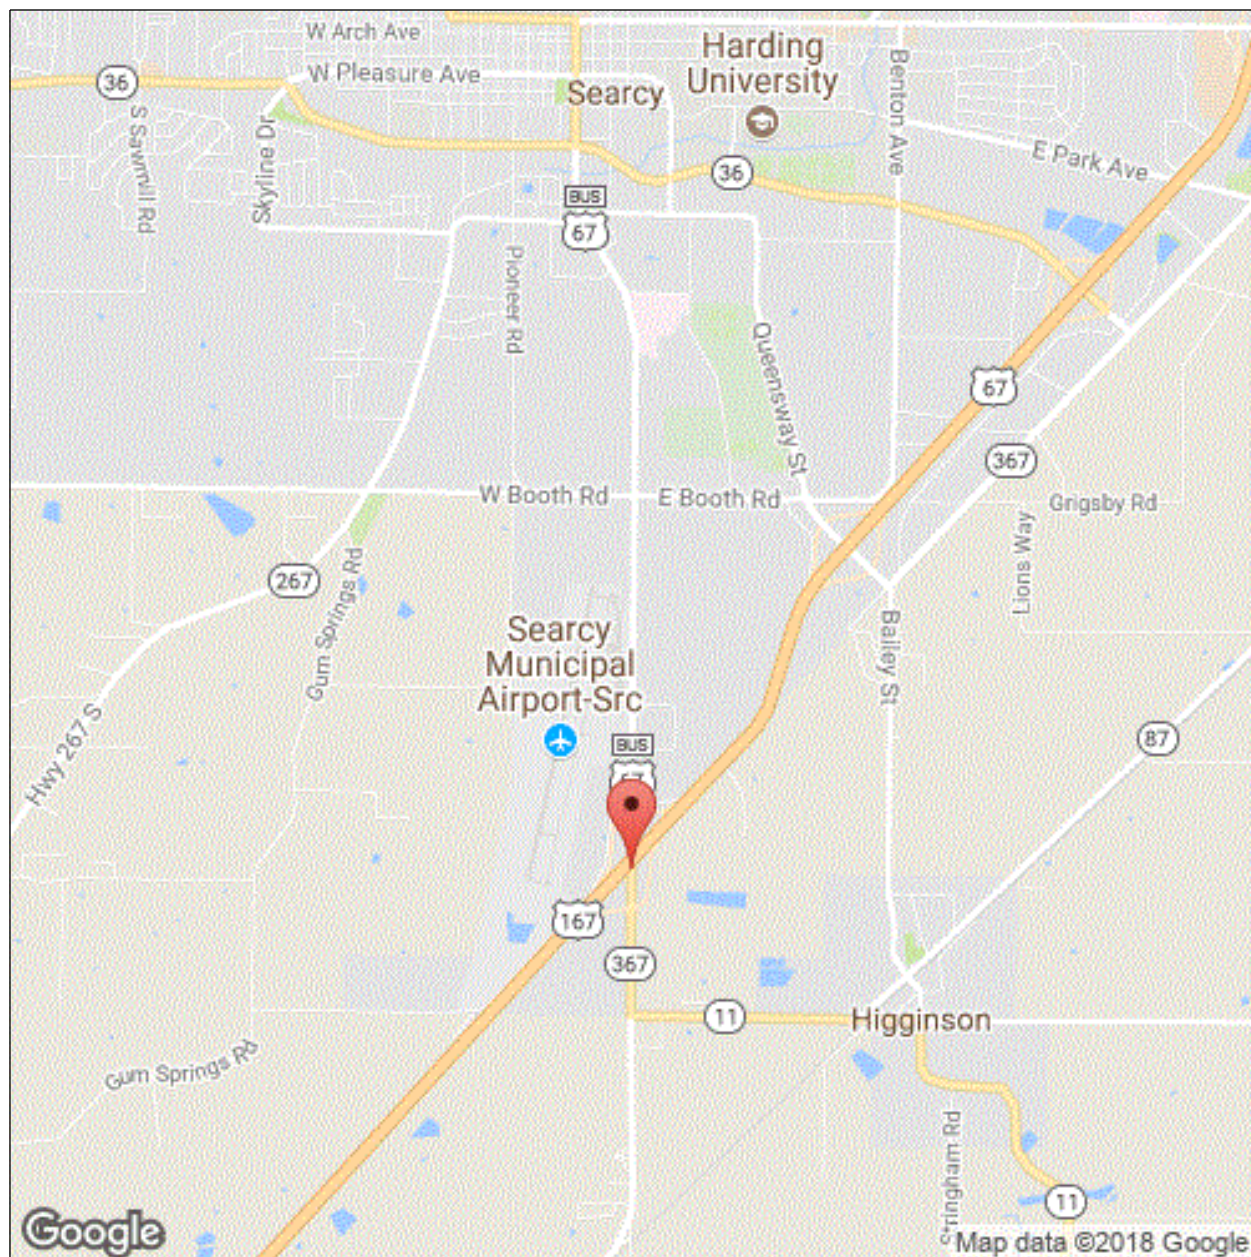 W Arch Ave
W Pleasure Ave
36
Harding
University
Searcy
Benton Ave
S Sawmill Rd
Skyline Dr
E Park Ave
36
BUS
67
Pioneer Rd
Queensway St
67
367
W Booth Rd
E Booth Rd
Grigsby Rd
Lions Way
267
Gum Springs Rd
Searcy
Municipal
Airport-Src
Bailey St
Hwy 267 S
BUS
87
167
367
11
Higginson
Gum Springs Rd
11
Google
Map data ©2018 Google